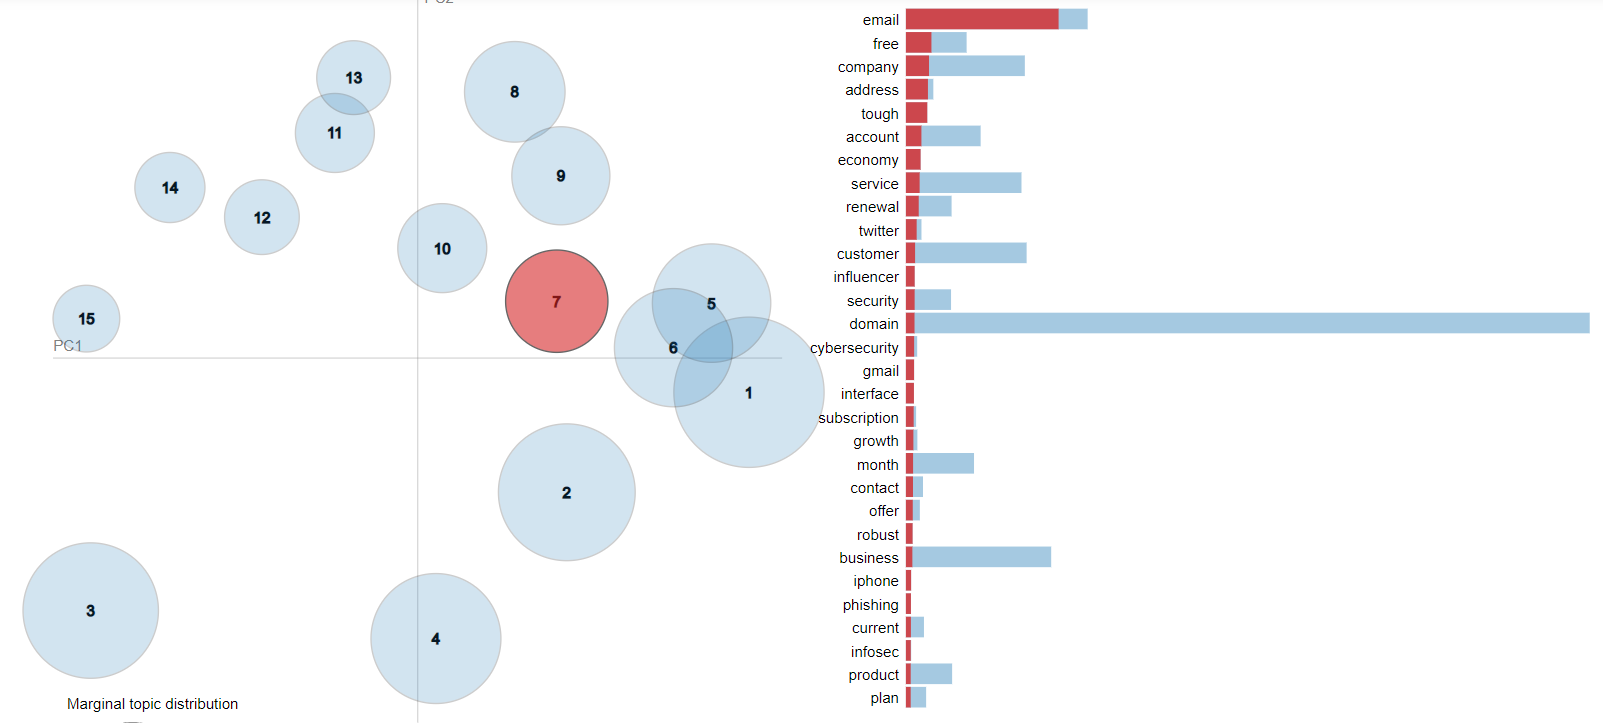 PC2
13
8
11
9
14
12
10
7
5
15
6
PC1
1
2
3
4
Marginal topic distribution
email
free
company
address
tough
account
economy
service
renewal
twitter
customer
influencer
security
domain
cybersecurity
gmail
interface
subscription
growth
month
contact
offer
robust
business
iphone
phishing
current
infosec
product
plan